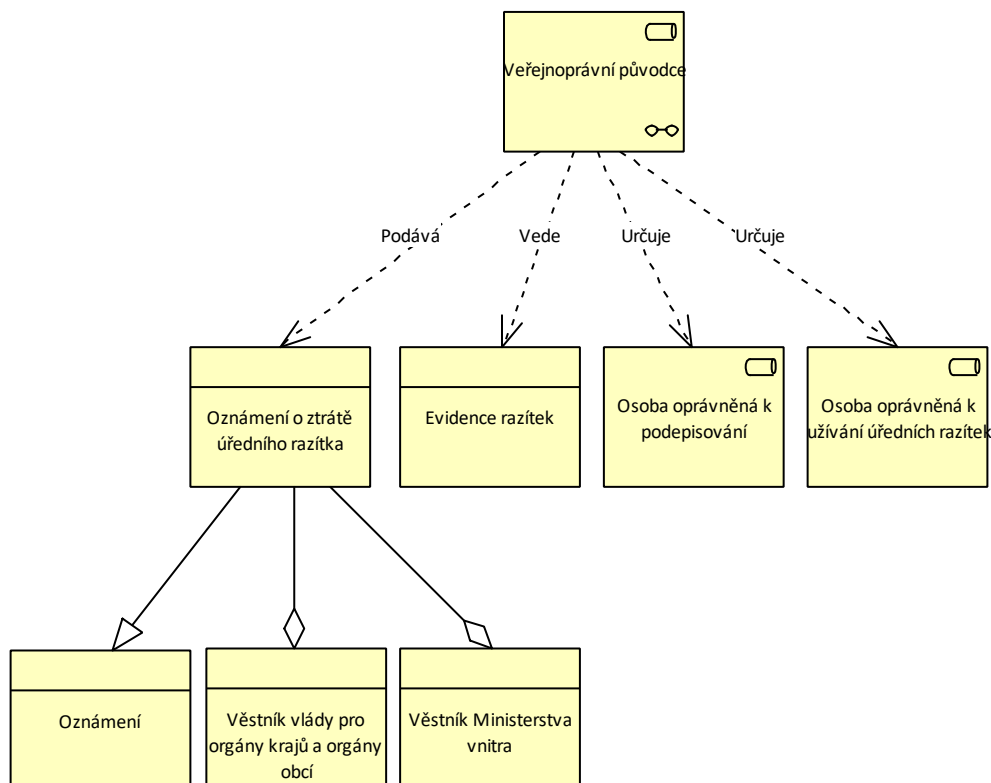 Veřejnoprávní původce
Podává
Vede
Určuje
Určuje
Oznámení o ztrátě
úředního razítka
Evidence razítek
Osoba oprávněná k
podepisování
Osoba oprávněná k
užívání úředních razítek
Oznámení
Věstník vlády pro
orgány krajů a orgány
obcí
Věstník Ministerstva
vnitra